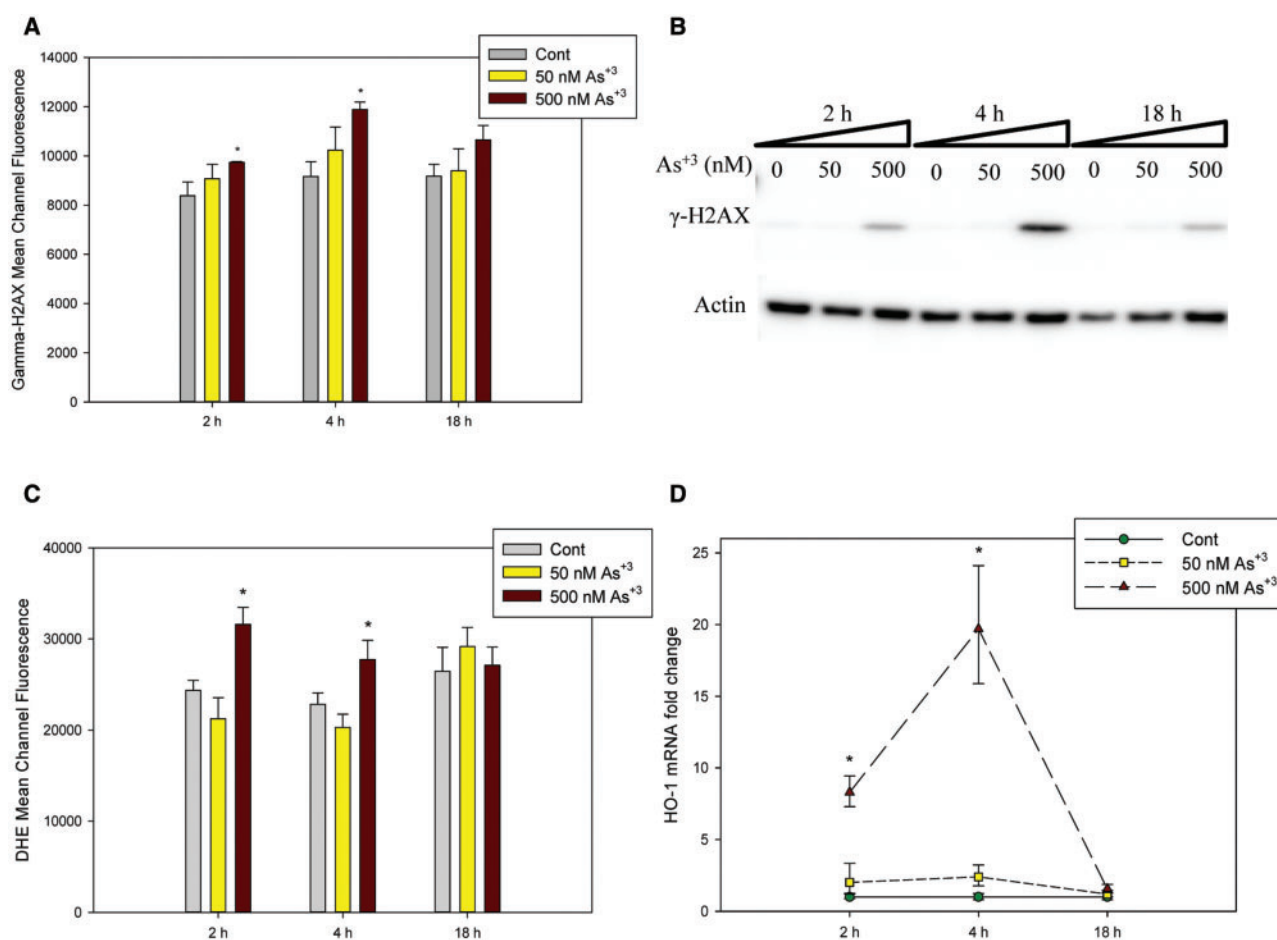 A
Gamma-H2AX Mean Channel Fluorescence
14000
12000
10000
8000
6000
4000
2000
0
2 h
4 h
18 h
Cont
50 nM As⁺³
500 nM As⁺³
*
*
B
2 h 4 h 18 h
As⁺³ (nM) 0 50 500 0 50 500 0 50 500
γ-H2AX
Actin
C
DHE Mean Channel Fluorescence
40000
30000
20000
10000
0
2 h
4 h
18 h
Cont
50 nM As⁺³
500 nM As⁺³
*
*
D
HO-1 mRNA fold change
25
20
15
10
5
0
2 h
4 h
18 h
Cont
50 nM As⁺³
500 nM As⁺³
*
*